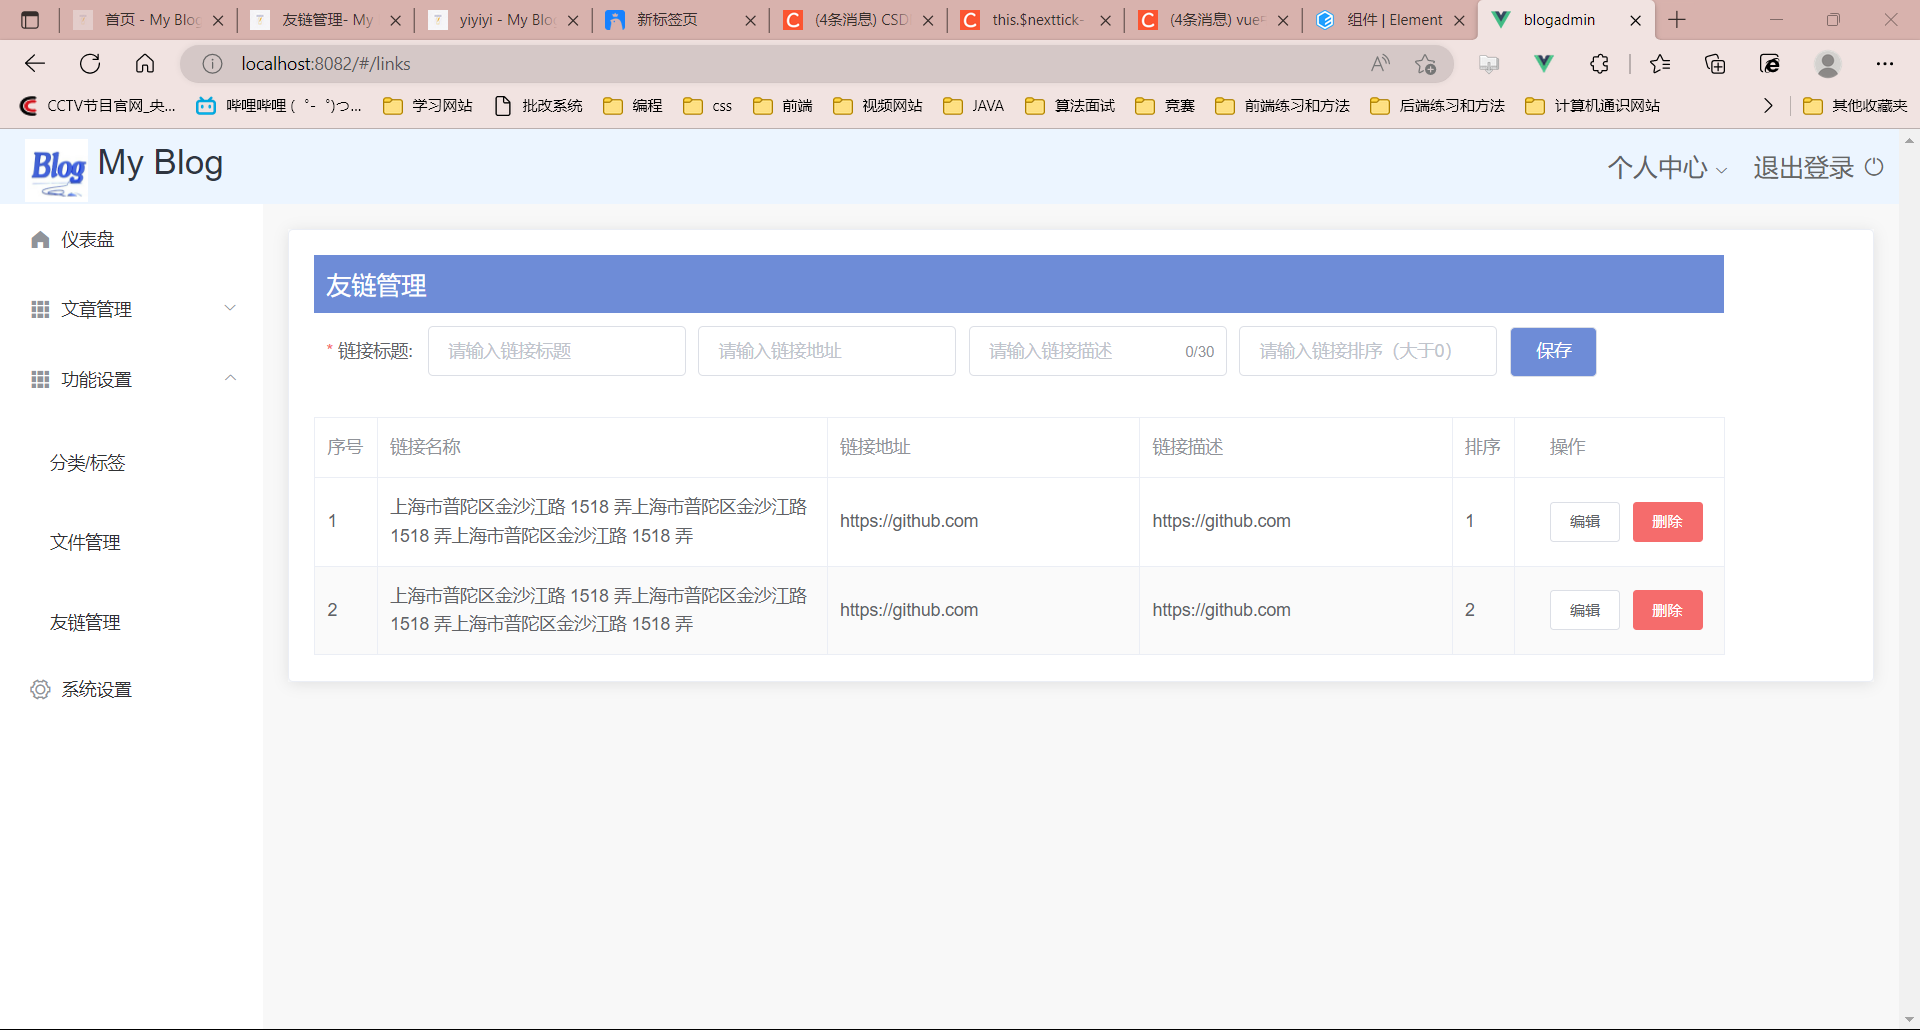 首页 - My Blog
友链管理- My
yiyiyi - My Blo
新标签页
(4条消息) CSD
this.$nexttick-
(4条消息) vue
组件 | Element
blogadmin
localhost:8082/#/links
CCTV节目官网_央...
哔哩哔哩 ( ゜- ゜)つ...
学习网站
批改系统
编程
css
前端
视频网站
JAVA
算法面试
竞赛
前端练习和方法
后端练习和方法
计算机通识网站
其他收藏夹
Blog My Blog
个人中心
退出登录
仪表盘
文章管理
功能设置
分类/标签
文件管理
友链管理
系统设置
友链管理
* 链接标题: 请输入链接标题 请输入链接地址 请输入链接描述 0/30 请输入链接排序（大于0） 保存
序号 链接名称 链接地址 链接描述 排序 操作
1 上海市普陀区金沙江路 1518 弄上海市普陀区金沙江路 https://github.com https://github.com 1 编辑 删除
1518 弄上海市普陀区金沙江路 1518 弄
2 上海市普陀区金沙江路 1518 弄上海市普陀区金沙江路 https://github.com https://github.com 2 编辑 删除
1518 弄上海市普陀区金沙江路 1518 弄